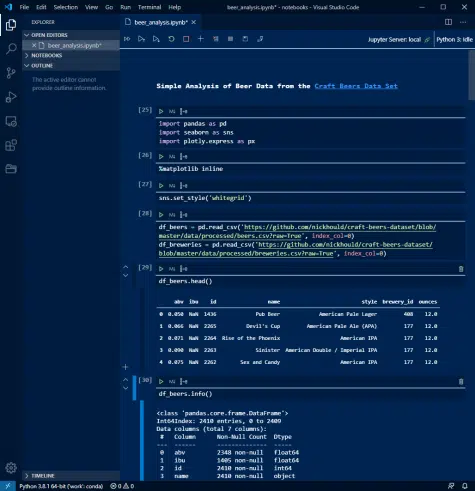 File Edit Selection View Go Run Terminal Help
beer_analysis.ipynb* - notebooks - Visual Studio Code
EXPLORER
OPEN EDITORS
beer_analysis.ipynb*
NOTEBOOKS
OUTLINE
The active editor cannot
provide outline information.
TIMELINE
beer_analysis.ipynb*
Jupyter Server: local
Python 3: Idle
Simple Analysis of Beer Data from the Craft Beers Data Set
[25]
import pandas as pd
import seaborn as sns
import plotly.express as px
[26]
%matplotlib inline
[27]
sns.set_style('whitegrid')
[28]
df_beers = pd.read_csv('https://github.com/nickhould/craft-beers-dataset/blob/
master/data/processed/beers.csv?raw=True', index_col=0)
df_breweries = pd.read_csv('https://github.com/nickhould/craft-beers-dataset/
blob/master/data/processed/breweries.csv?raw=True', index_col=0)
[29]
df_beers.head()
abv ibu id name style brewery_id ounces
0 0.050 NaN 1436 Pub Beer American Pale Lager 408 12.0
1 0.066 NaN 2265 Devil's Cup American Pale Ale (APA) 177 12.0
2 0.071 NaN 2264 Rise of the Phoenix American IPA 177 12.0
3 0.090 NaN 2263 Sinister American Double / Imperial IPA 177 12.0
4 0.075 NaN 2262 Sex and Candy American IPA 177 12.0
[30]
df_beers.info()
<class 'pandas.core.frame.DataFrame'>
Int64Index: 2410 entries, 0 to 2409
Data columns (total 7 columns):
# Column Non-Null Count Dtype
--- ------ -------------- -----
0 abv 2348 non-null float64
1 ibu 1405 non-null float64
2 id 2410 non-null int64
3 name 2410 non-null object
Python 3.8.1 64-bit ('work': conda) 0 0